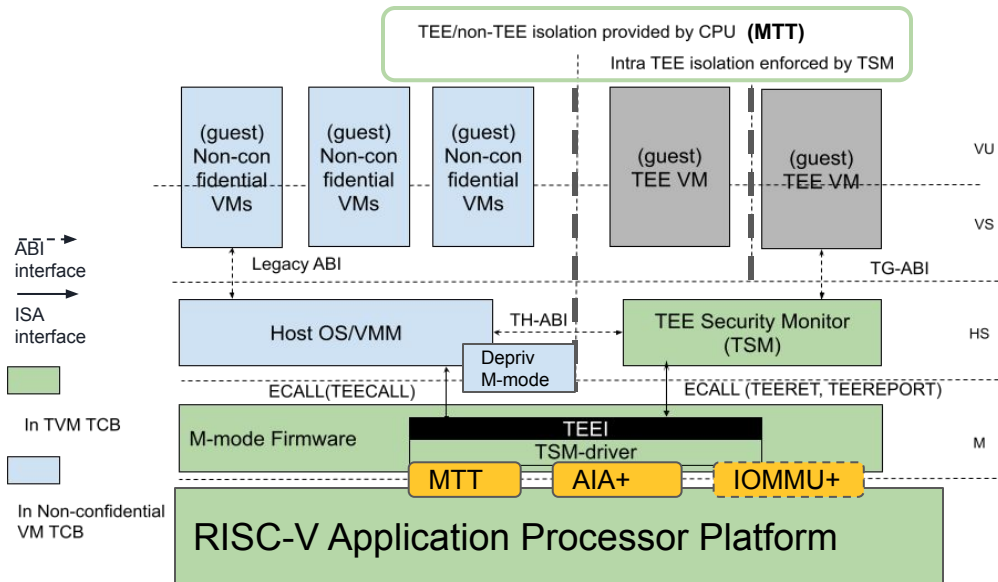 TEE/non-TEE isolation provided by CPU (MTT)
Intra TEE isolation enforced by TSM
(guest)
Non-con
fidential
VMs
(guest)
Non-con
fidential
VMs
(guest)
Non-con
fidential
VMs
(guest)
TEE VM
(guest)
TEE VM
VU
VS
ABI
interface
Legacy ABI
TG-ABI
ISA
interface
Host OS/VMM
TH-ABI
TEE Security Monitor
(TSM)
HS
Depriv
M-mode
ECALL(TEECALL)
ECALL (TEERET, TEEREPORT)
In TVM TCB
M-mode Firmware
TEEI
TSM-driver
M
MTT
AIA+
IOMMU+
In Non-confidential
VM TCB
RISC-V Application Processor Platform